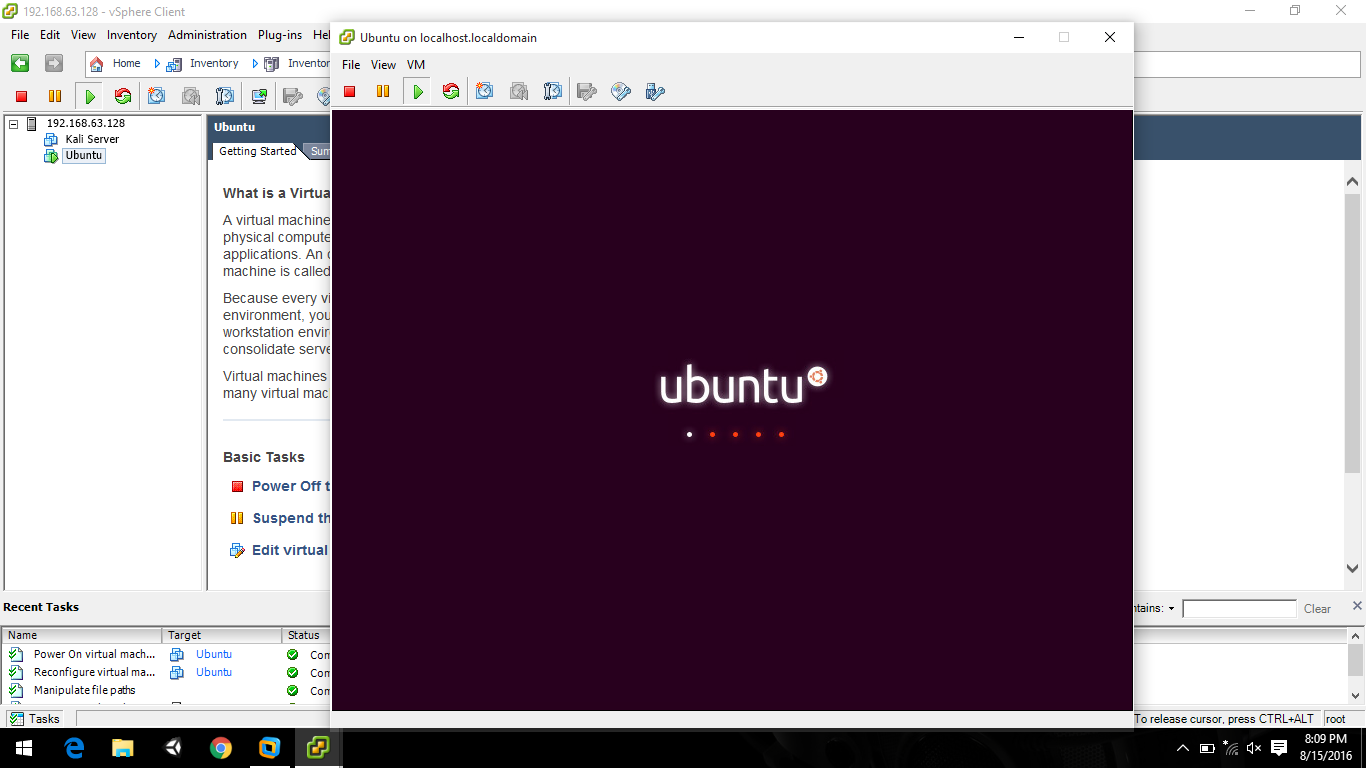 192.168.63.128 - vSphere Client
File Edit View Inventory Administration Plug-ins Hel
Home Inventory Inventor
192.168.63.128
Kali Server
Ubuntu
Ubuntu
Getting Started Sum
What is a Virtua
A virtual machine
physical compute
applications. An o
machine is called
Because every vi
environment, you
workstation envir
consolidate serve
Virtual machines
many virtual mac
Basic Tasks
Power Off t
Suspend th
Edit virtual
Ubuntu on localhost.localdomain
File View VM
ubuntu
Recent Tasks
ntains: Clear
Name Target Status
Power On virtual mach... Ubuntu Com
Reconfigure virtual ma... Ubuntu Com
Manipulate file paths Com
Tasks
To release cursor, press CTRL+ALT root
8:09 PM
8/15/2016